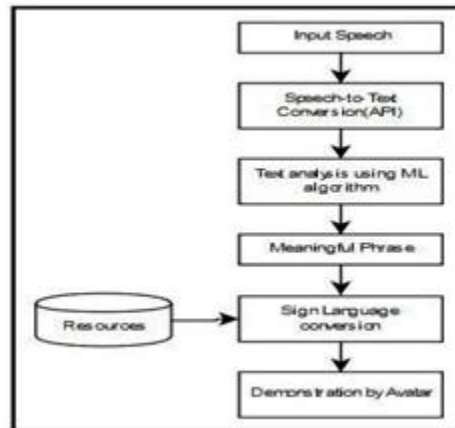 Input Speech
Speech-to-Text
Conversion(API)
Text analysis using ML
algorithm
Meaningful Phrase
Resources
Sign Language
conversion
Demonstration by Avatar